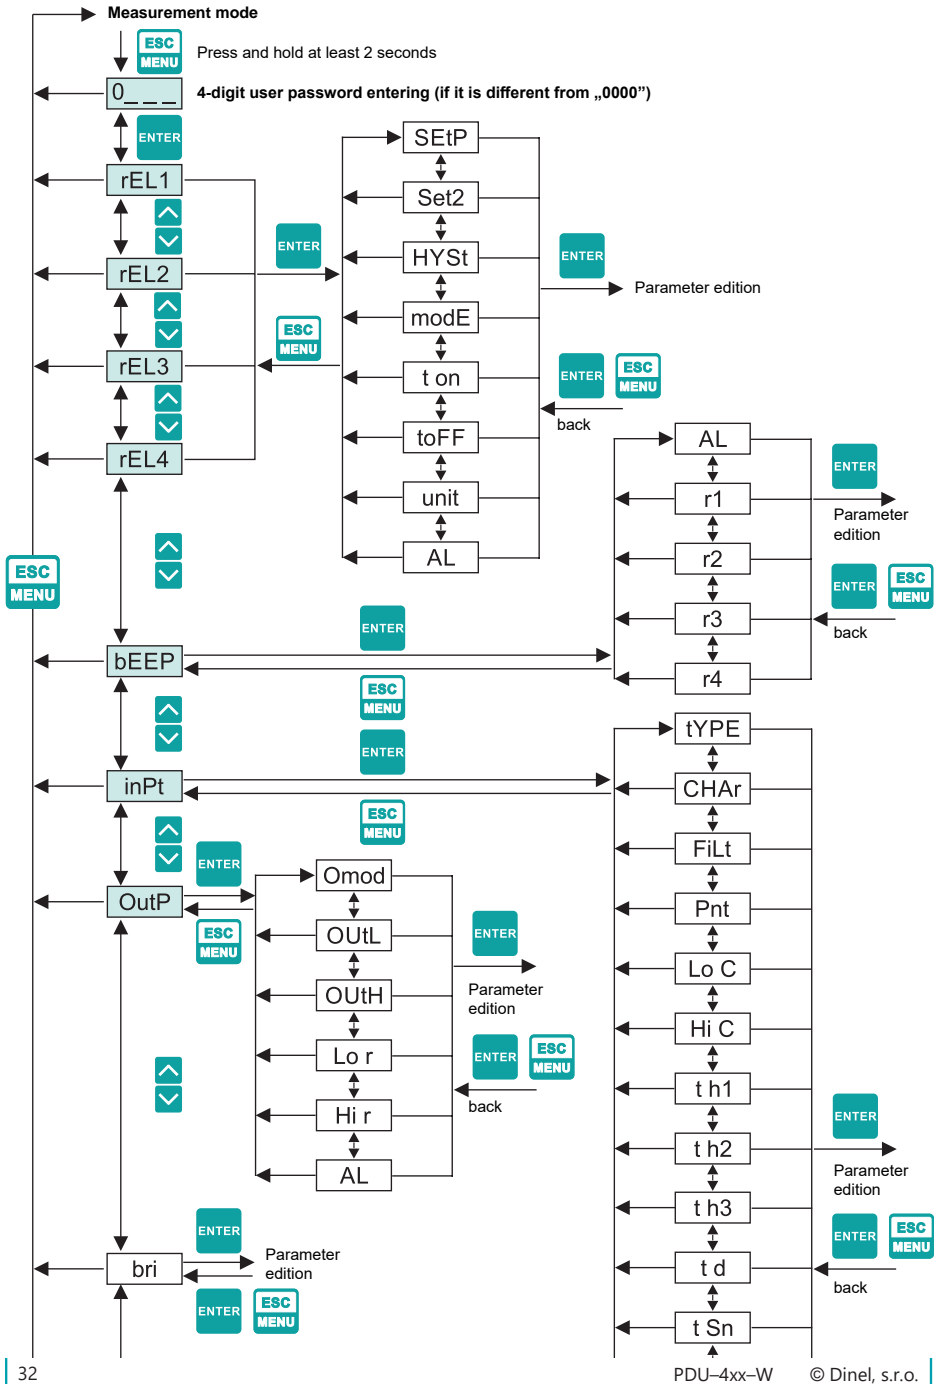 Measurement mode
ESC
MENU
Press and hold at least 2 seconds
0_ _ _
4-digit user password entering (if it is different from „0000”)
ENTER
rEL1
rEL2
rEL3
rEL4
ENTER
ESC
MENU
SEtP
Set2
HYSt
modE
t on
toFF
unit
AL
ENTER
Parameter edition
ENTER
ESC
MENU
back
AL
r1
r2
r3
r4
ENTER
Parameter
edition
ENTER
ESC
MENU
back
ESC
MENU
bEEP
ENTER
ESC
MENU
inPt
ENTER
ESC
MENU
tYPE
CHAr
FiLt
Pnt
Lo C
Hi C
t h1
t h2
t h3
t d
t Sn
ENTER
Parameter
edition
ENTER
ESC
MENU
back
OutP
ENTER
ESC
MENU
Omod
OUtL
OUtH
Lo r
Hi r
AL
ENTER
Parameter
edition
ENTER
ESC
MENU
back
bri
ENTER
Parameter
edition
ENTER
ESC
MENU
32
PDU–4xx–W
© Dinel, s.r.o.